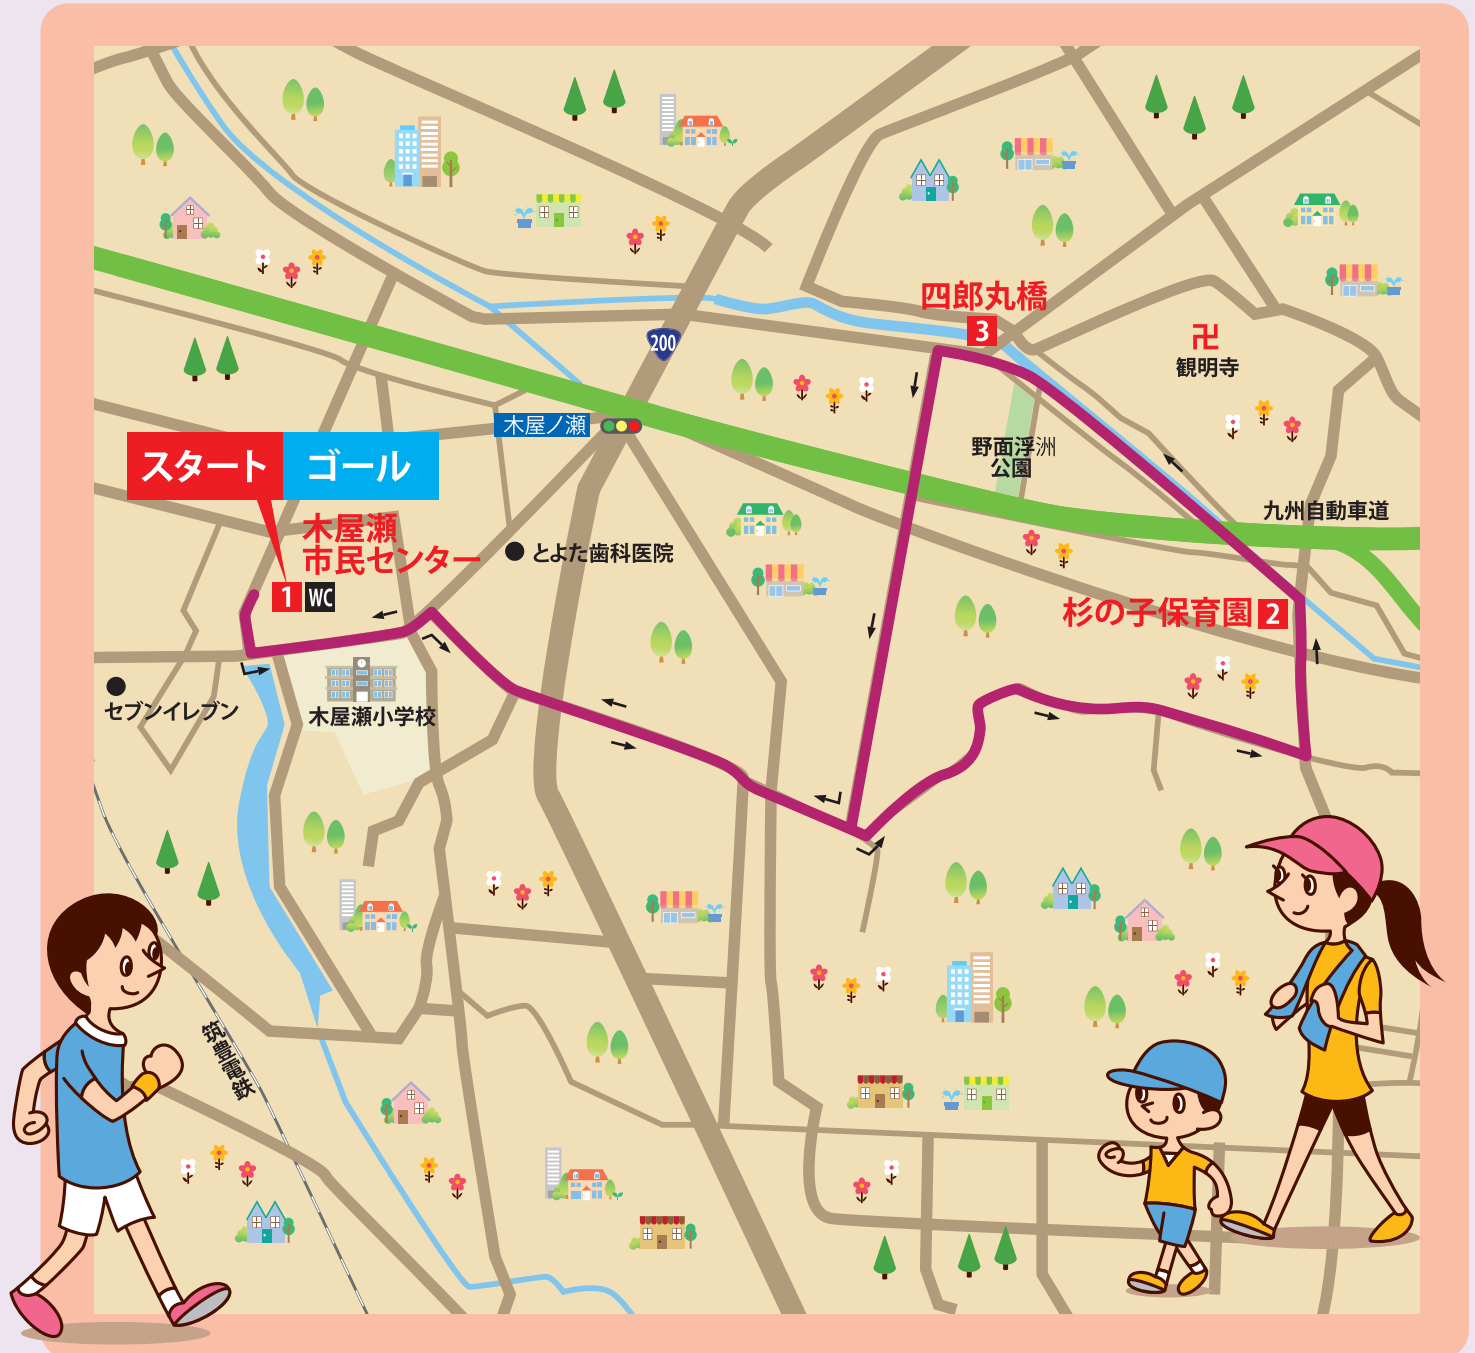 四郎丸橋
3
卍
観明寺
200
木屋ノ瀬
野面浮洲
公園
スタート
ゴール
九州自動車道
木屋瀬
市民センター
とよた歯科医院
1
WC
杉の子保育園 2
セブンイレブン
木屋瀬小学校
筑豊電鉄